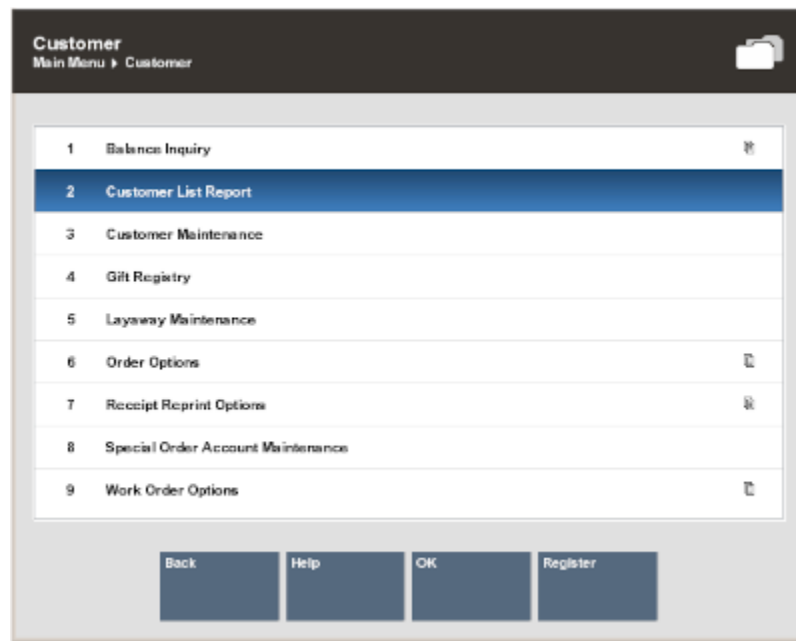 Customer
Main Menu ▸ Customer
1 Balance Inquiry
2 Customer List Report
3 Customer Maintenance
4 Gift Registry
5 Layaway Maintenance
6 Order Options
7 Receipt Reprint Options
8 Special Order Account Maintenance
9 Work Order Options
Back Help OK Register